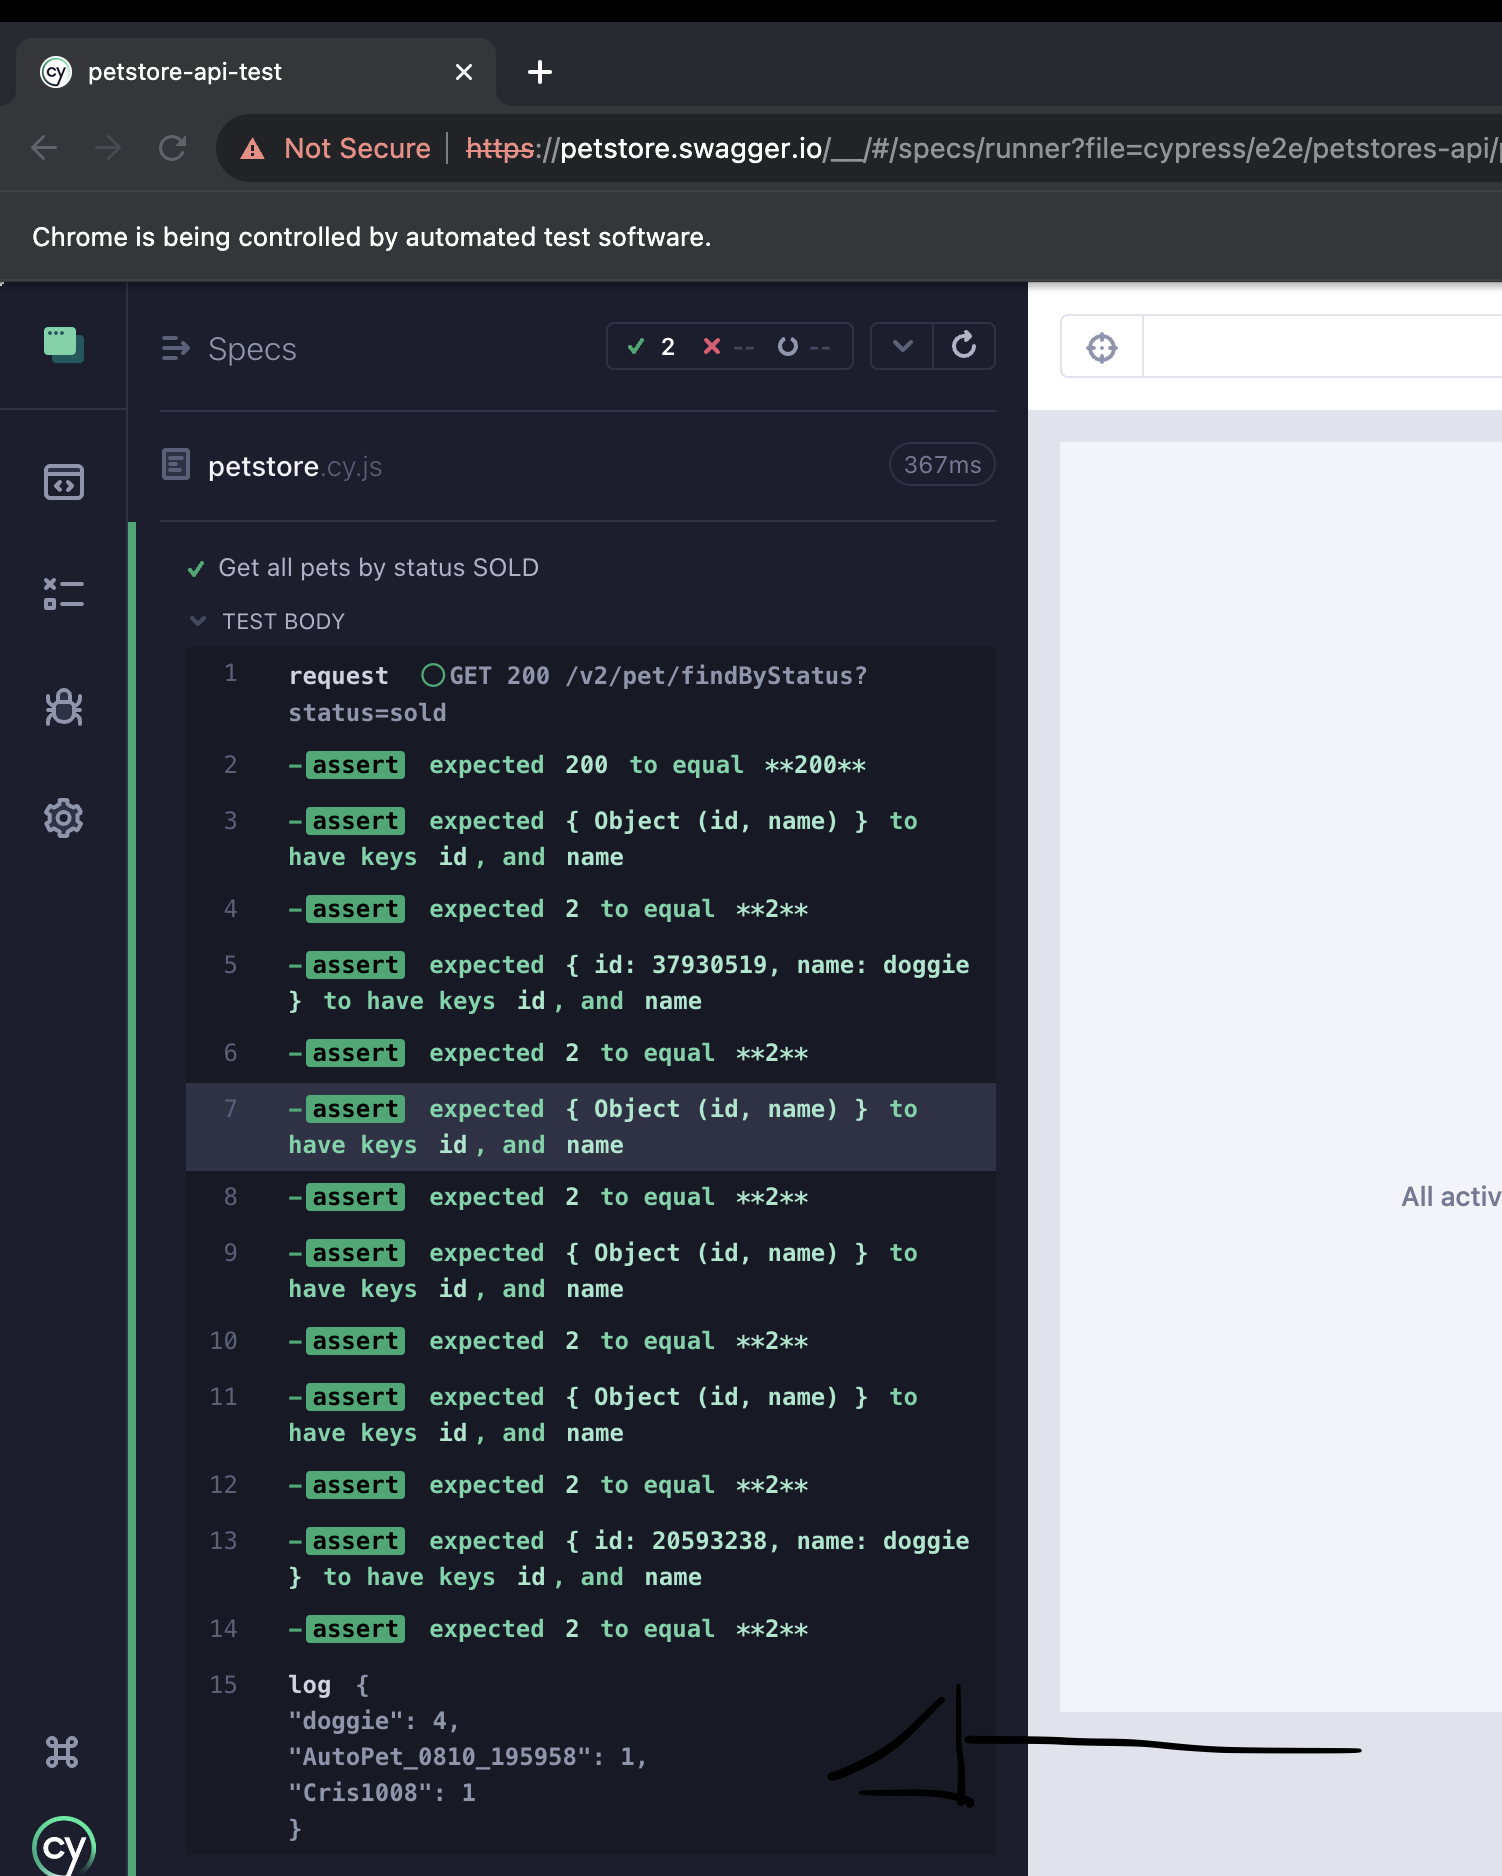 cy petstore-api-test
Not Secure https://petstore.swagger.io/__/#/specs/runner?file=cypress/e2e/petstores-api/
Chrome is being controlled by automated test software.
Specs 2 -- --
petstore.cy.js 367ms
Get all pets by status SOLD
TEST BODY
1 request GET 200 /v2/pet/findByStatus?
status=sold
2 -assert expected 200 to equal **200**
3 -assert expected { Object (id, name) } to
have keys id, and name
4 -assert expected 2 to equal **2**
5 -assert expected { id: 37930519, name: doggie
} to have keys id, and name
6 -assert expected 2 to equal **2**
7 -assert expected { Object (id, name) } to
have keys id, and name
8 -assert expected 2 to equal **2**
All activ
9 -assert expected { Object (id, name) } to
have keys id, and name
10 -assert expected 2 to equal **2**
11 -assert expected { Object (id, name) } to
have keys id, and name
12 -assert expected 2 to equal **2**
13 -assert expected { id: 20593238, name: doggie
} to have keys id, and name
14 -assert expected 2 to equal **2**
15 log {
"doggie": 4,
"AutoPet_0810_195958": 1,
"Cris1008": 1
}
cy